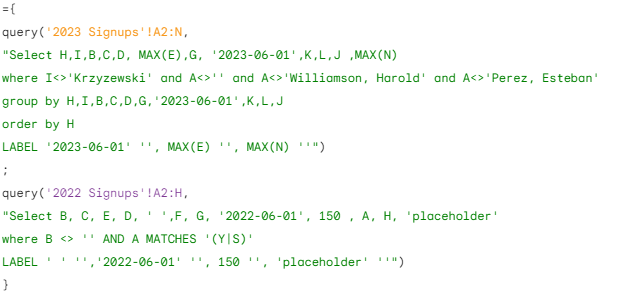 ={
query('2023 Signups'!A2:N,
"Select H,I,B,C,D, MAX(E),G, '2023-06-01',K,L,J ,MAX(N)
where I<>'Krzyzewski' and A<>'' and A<>'Williamson, Harold' and A<>'Perez, Esteban'
group by H,I,B,C,D,G,'2023-06-01',K,L,J
order by H
LABEL '2023-06-01' '', MAX(E) '', MAX(N) ''")
;
query('2022 Signups'!A2:H,
"Select B, C, E, D, ' ',F, G, '2022-06-01', 150 , A, H, 'placeholder'
where B <> '' AND A MATCHES '(Y|S)'
LABEL ' ' '','2022-06-01' '', 150 '', 'placeholder' ''")
}